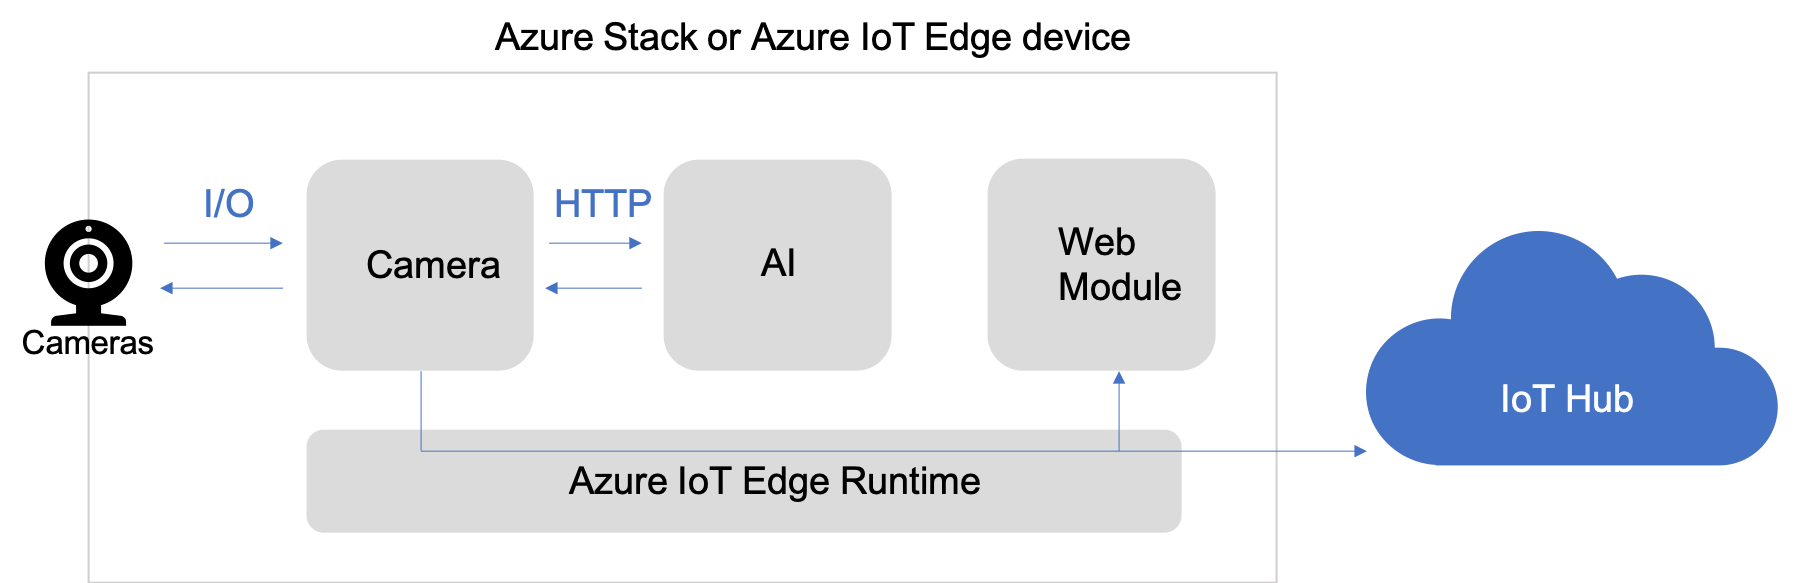 Azure Stack or Azure IoT Edge device
I/O
HTTP
Cameras
Camera
AI
Web
Module
IoT Hub
Azure IoT Edge Runtime